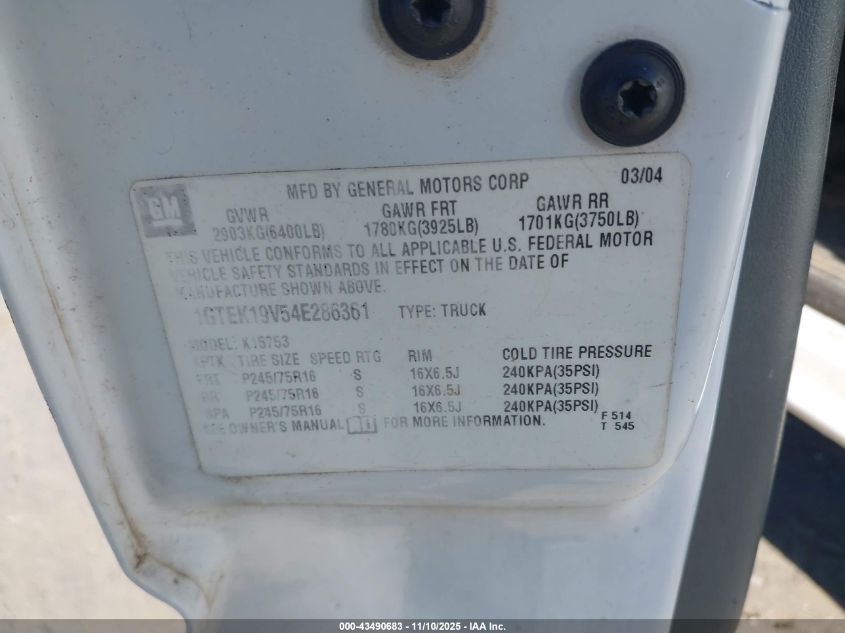 GM
MFD BY GENERAL MOTORS CORP 03/04
GVWR GAWR FRT GAWR RR
2903KG(6400LB) 1780KG(3925LB) 1701KG(3750LB)
THIS VEHICLE CONFORMS TO ALL APPLICABLE U.S. FEDERAL MOTOR
VEHICLE SAFETY STANDARDS IN EFFECT ON THE DATE OF
MANUFACTURE SHOWN ABOVE.
1GTEK19V54E286361 TYPE: TRUCK
MODEL: K15753
TIRE SIZE SPEED RTG RIM COLD TIRE PRESSURE
FRT P245/75R16 S 16X6.5J 240KPA(35PSI)
RR P245/75R16 S 16X6.5J 240KPA(35PSI)
SPA P245/75R16 S 16X6.5J 240KPA(35PSI)
SEE OWNER'S MANUAL FOR MORE INFORMATION.
F 514
T 545
000-43490683 - 11/10/2025 - IAA Inc.